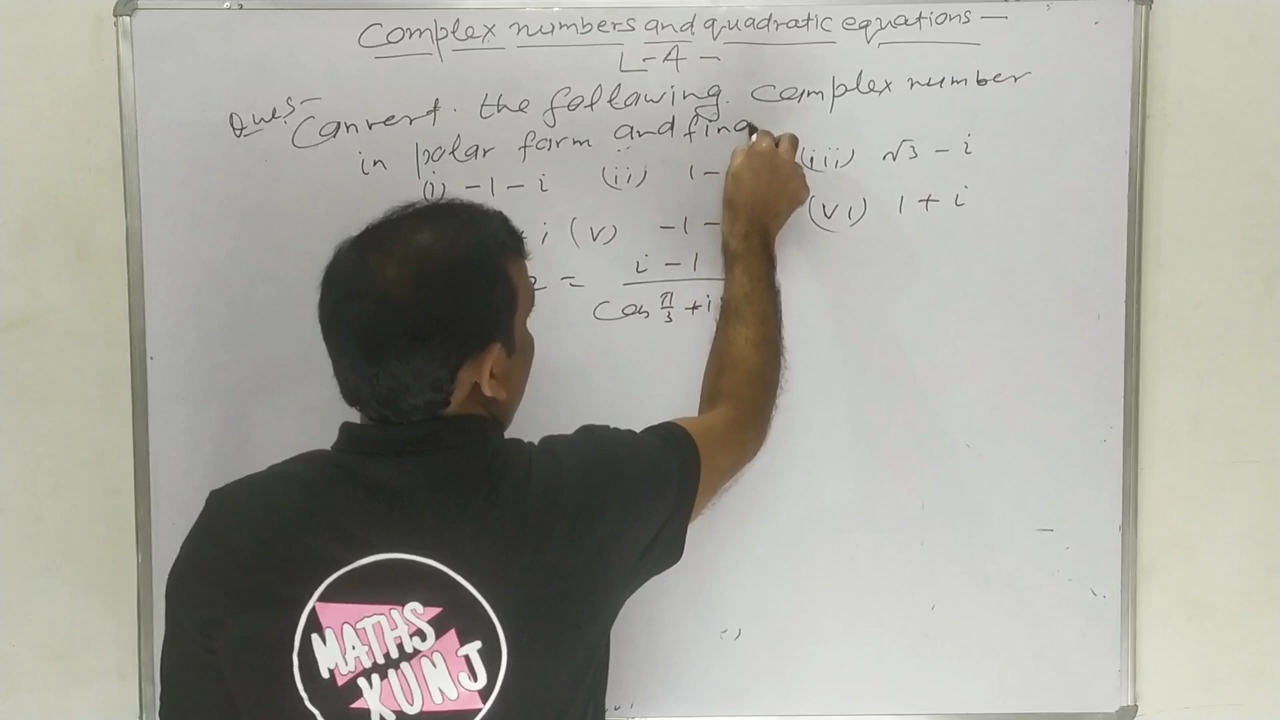 Complex numbers and quadratic equations —
L-4 -
Ques- Convert the following complex number
in polar form and find
(i) -1 - i (ii) 1 - (iii) √3 - i
+ i (v) -1 - (vi) 1 + i
z = i - 1 / cos π/3 + i
MATHS
KUNJ